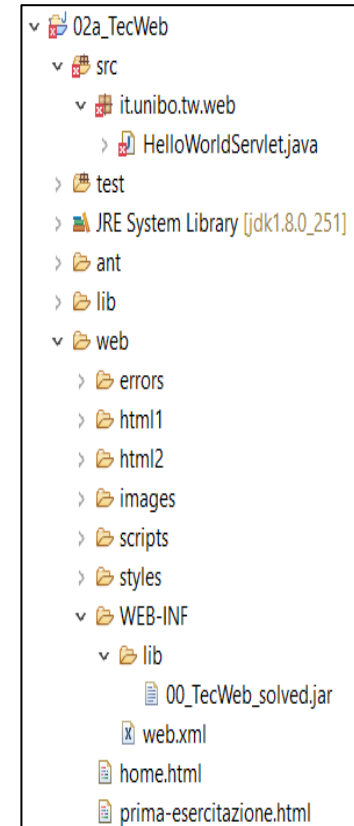 02a_TecWeb
src
it.unibo.tw.web
HelloWorldServlet.java
test
JRE System Library [jdk1.8.0_251]
ant
lib
web
errors
html1
html2
images
scripts
styles
WEB-INF
lib
00_TecWeb_solved.jar
web.xml
home.html
prima-esercitazione.html